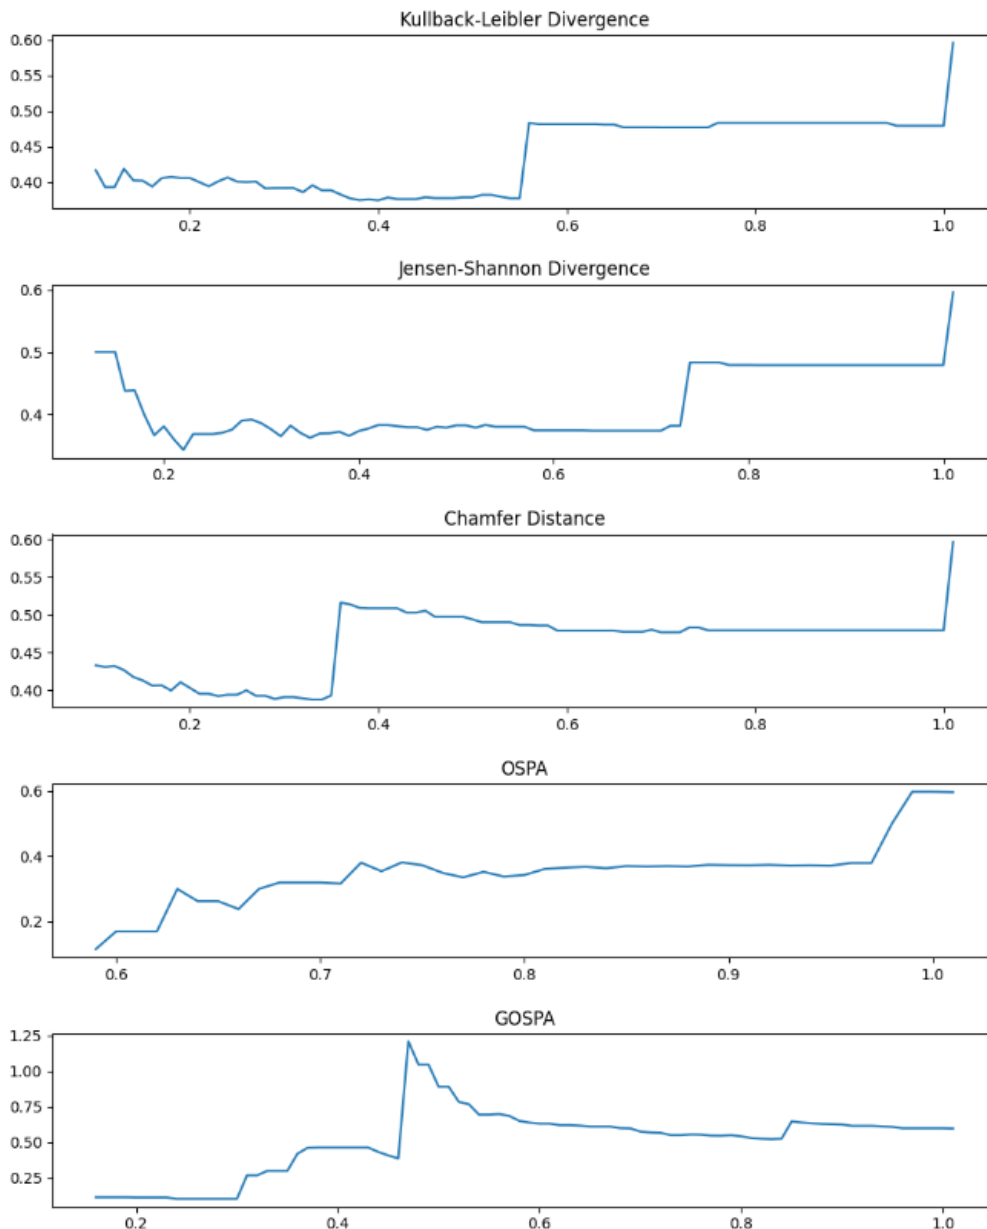 Kullback-Leibler Divergence
0.60
0.55
0.50
0.45
0.40
0.2 0.4 0.6 0.8 1.0
Jensen-Shannon Divergence
0.6
0.5
0.4
0.2 0.4 0.6 0.8 1.0
Chamfer Distance
0.60
0.55
0.50
0.45
0.40
0.2 0.4 0.6 0.8 1.0
OSPA
0.6
0.4
0.2
0.6 0.7 0.8 0.9 1.0
GOSPA
1.25
1.00
0.75
0.50
0.25
0.2 0.4 0.6 0.8 1.0